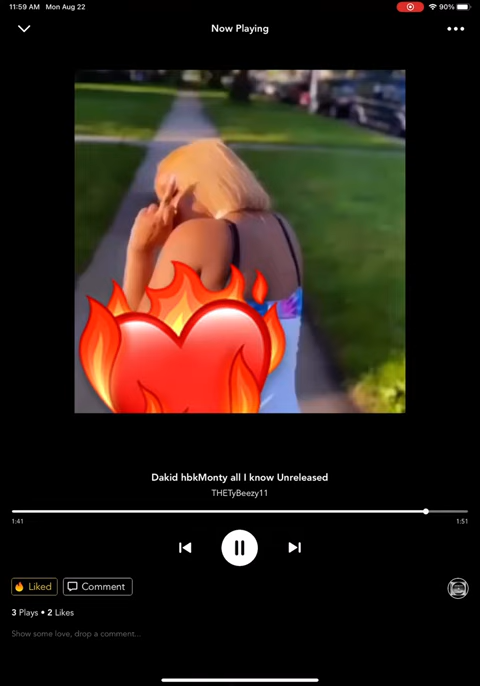 11:59 AM Mon Aug 22
90%
Now Playing
Dakid hbkMonty all I know Unreleased
THETyBeezy11
1:41
1:51
Liked
Comment
3 Plays • 2 Likes
Show some love, drop a comment...